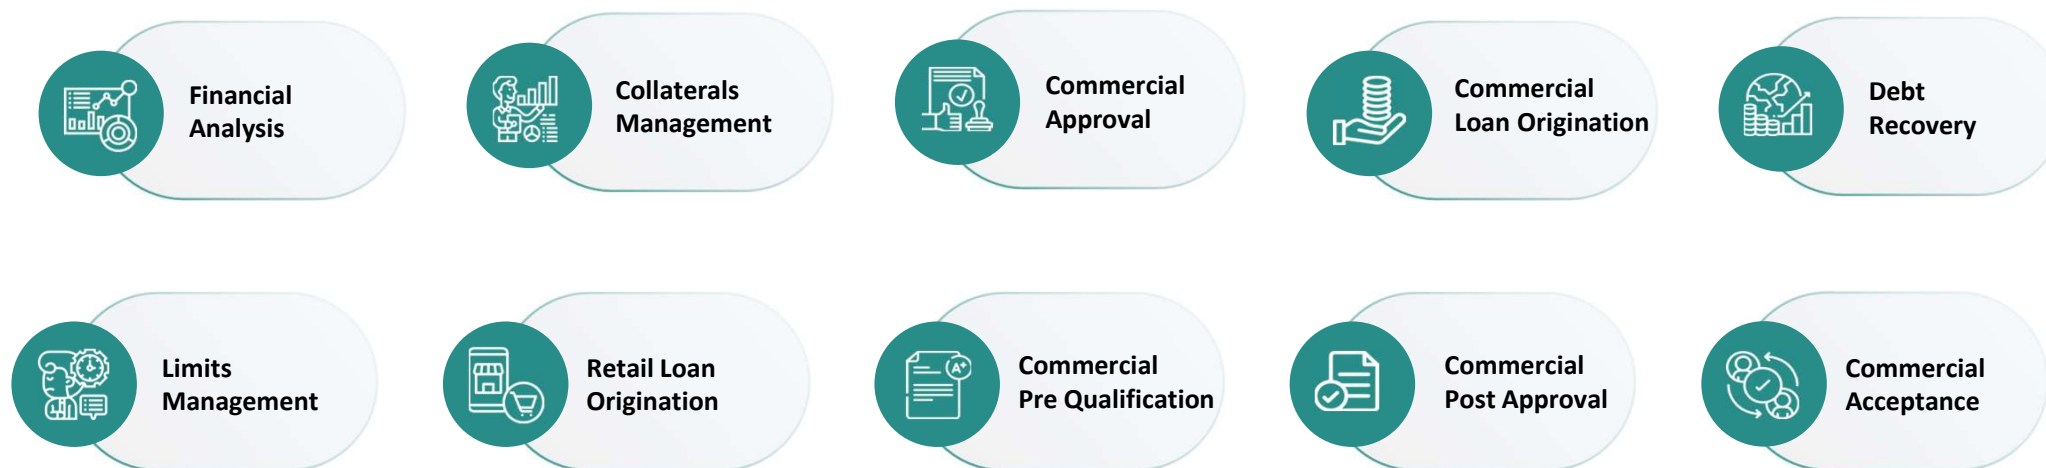 Financial
Analysis
Collaterals
Management
Commercial
Approval
Commercial
Loan Origination
Debt
Recovery
Limits
Management
Retail Loan
Origination
A+
Commercial
Pre Qualification
Commercial
Post Approval
Commercial
Acceptance